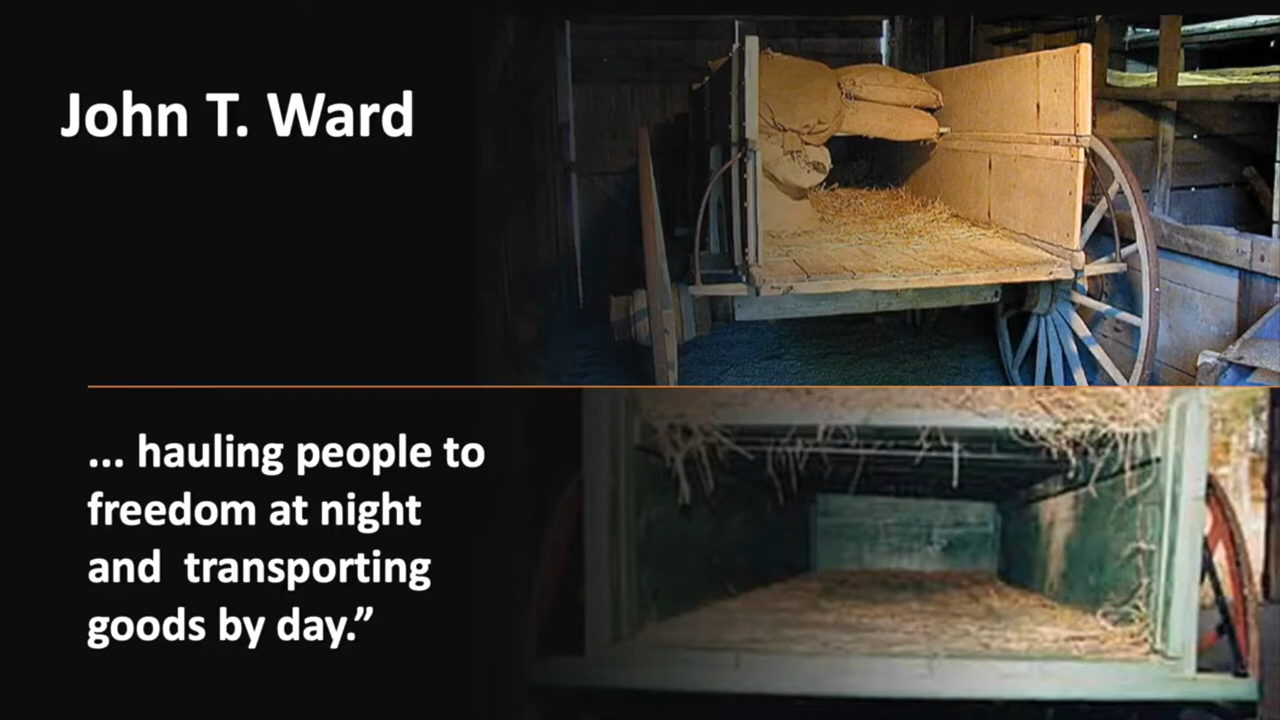 John T. Ward
... hauling people to
freedom at night
and  transporting
goods by day.”